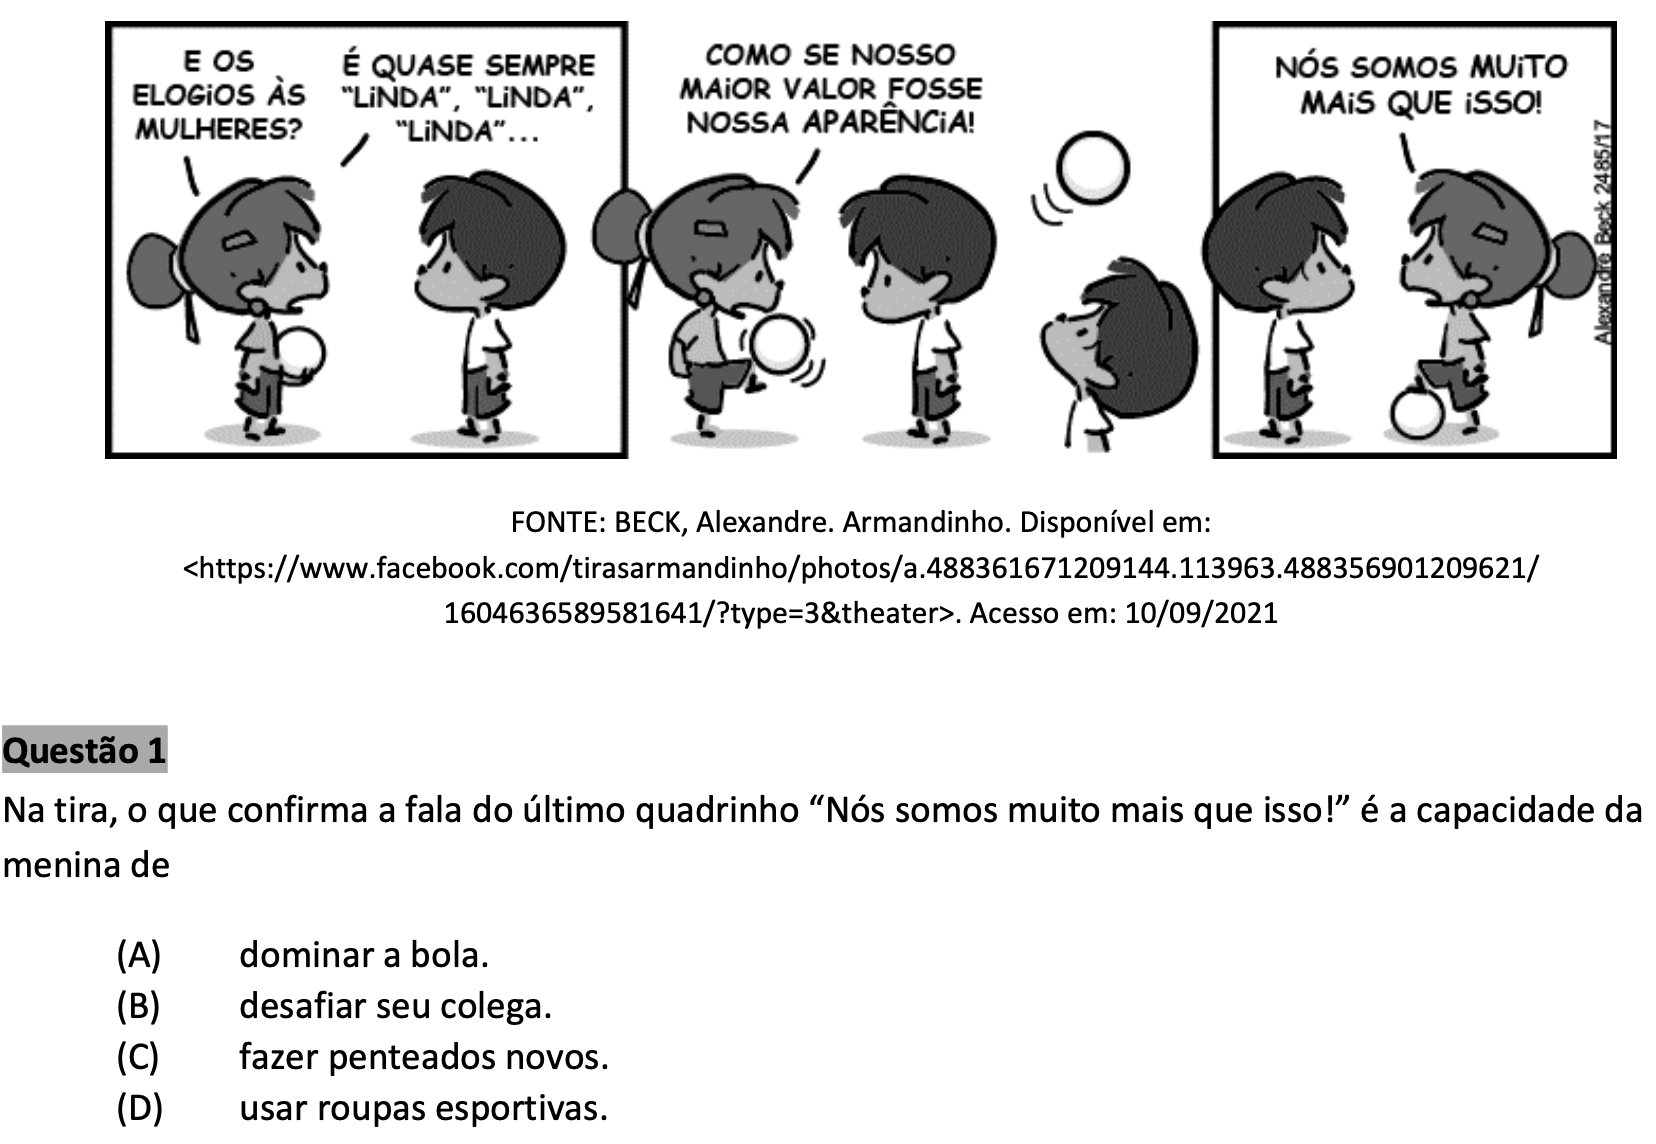 E OS
ELOGiOS ÀS
MULHERES?
É QUASE SEMPRE
“LiNDA”, “LiNDA”,
“LiNDA”...
COMO SE NOSSO
MAiOR VALOR FOSSE
NOSSA APARÊNCiA!
NÓS SOMOS MUiTO
MAiS QUE iSSO!
Alexandre Beck 2485/17
FONTE: BECK, Alexandre. Armandinho. Disponível em:
<https://www.facebook.com/tirasarmandinho/photos/a.488361671209144.113963.488356901209621/
1604636589581641/?type=3&theater>. Acesso em: 10/09/2021
Questão 1
Na tira, o que confirma a fala do último quadrinho “Nós somos muito mais que isso!” é a capacidade da
menina de
(A) dominar a bola.
(B) desafiar seu colega.
(C) fazer penteados novos.
(D) usar roupas esportivas.